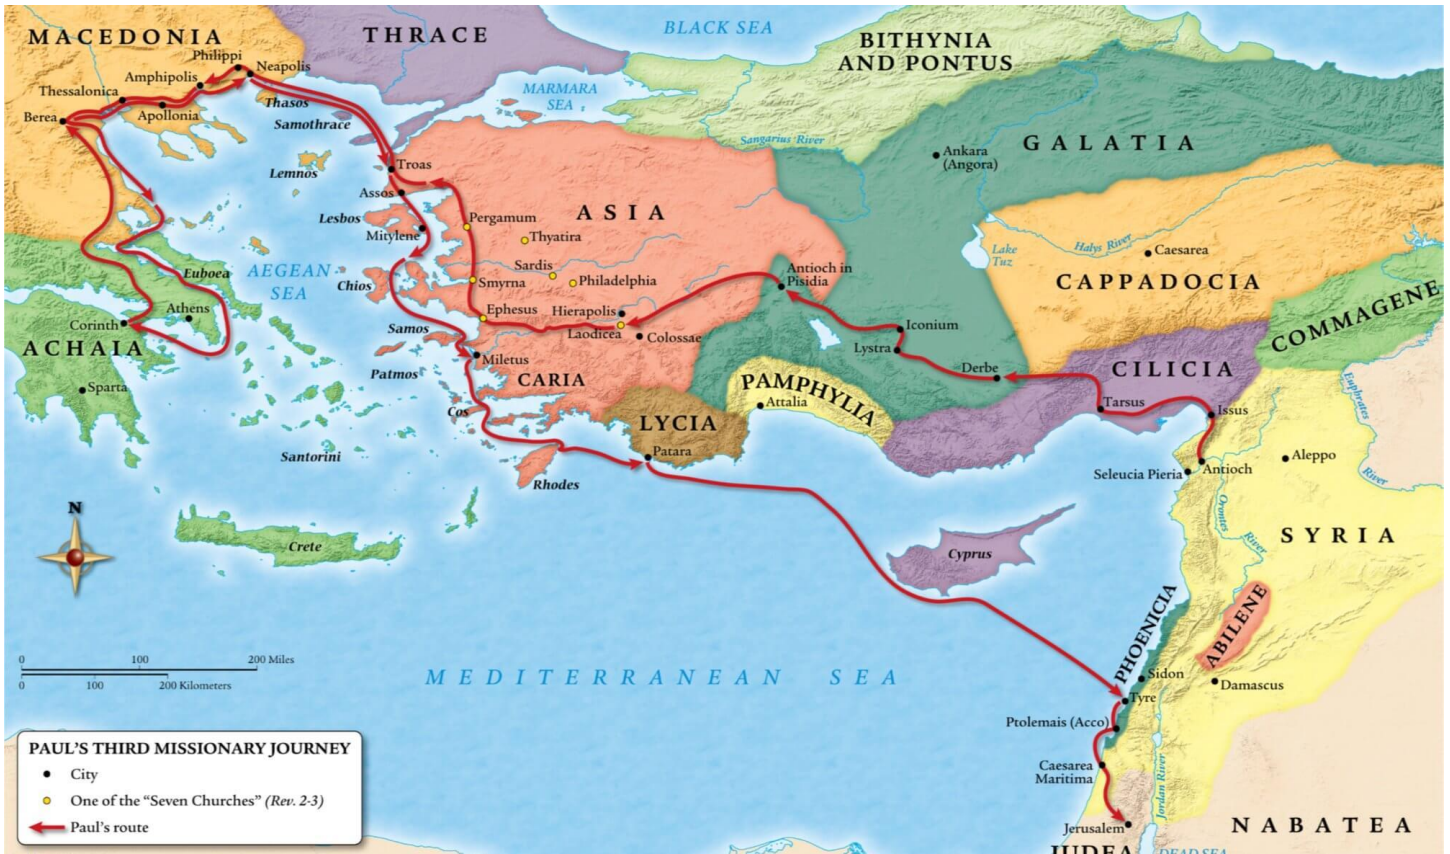 MACEDONIA
THRACE
BLACK SEA
BITHYNIA
AND PONTUS
Philippi
Neapolis
Amphipolis
Thessalonica
Apollonia
Berea
Thasos
Samothrace
MARMARA
SEA
Sangarius River
GALATIA
Ankara
(Angora)
Lemnos
Troas
Assos
Lesbos
Mitylene
Pergamum
ASIA
Thyatira
Sardis
Philadelphia
Smyrna
Antioch in
Pisidia
Lake
Tuz
Halys River
Caesarea
CAPPADOCIA
COMMAGENE
Euboea
AEGEAN
SEA
Chios
Athens
Corinth
ACHAIA
Sparta
Ephesus
Hierapolis
Laodicea
Colossae
Samos
Patmos
Miletus
CARIA
Iconium
Lystra
Derbe
CILICIA
Tarsus
Issus
Euphrates
River
PAMPHYLIA
Attalia
LYCIA
Patara
Cos
Santorini
Rhodes
Seleucia Pieria
Antioch
Aleppo
Orontes
River
SYRIA
N
Crete
Cyprus
PHOENICIA
ABILENE
0 100 200 Miles
0 100 200 Kilometers
MEDITERRANEAN SEA
Sidon
Damascus
Tyre
Ptolemais (Acco)
Caesarea
Maritima
Jordan River
Jerusalem
JUDEA
DEAD SEA
NABATEA
PAUL'S THIRD MISSIONARY JOURNEY
City
One of the “Seven Churches” (Rev. 2-3)
Paul's route